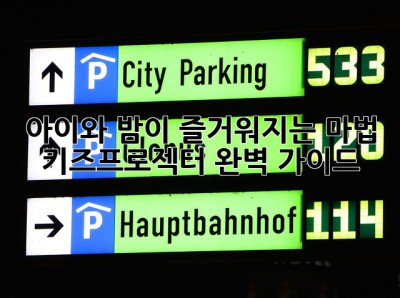 P City Parking 533
아이와 밤이 즐거워지는 마법
키즈프로젝터 완벽 가이드
P Hauptbahnhof 114